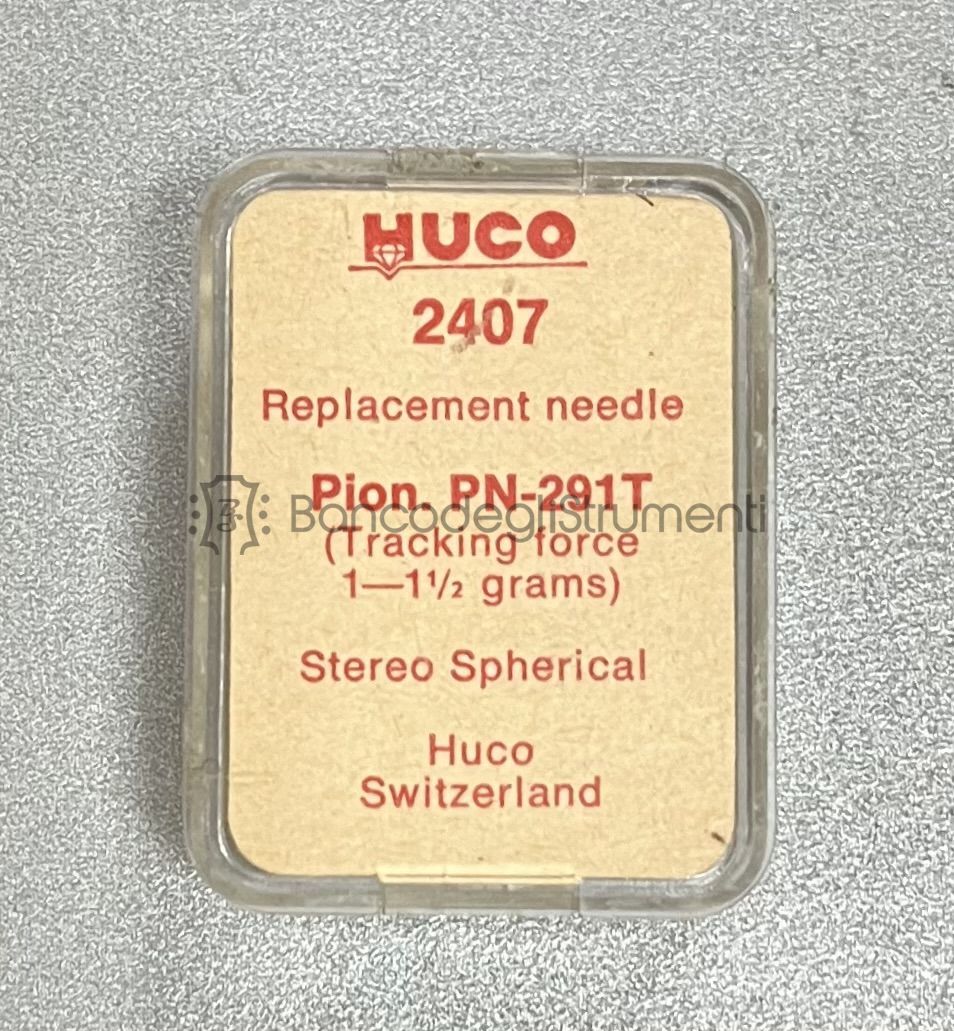 HUCO
2407
Replacement needle
Pion. PN-291T
BancodegliStrumenti
(Tracking force
1—1½ grams)
Stereo Spherical
Huco
Switzerland